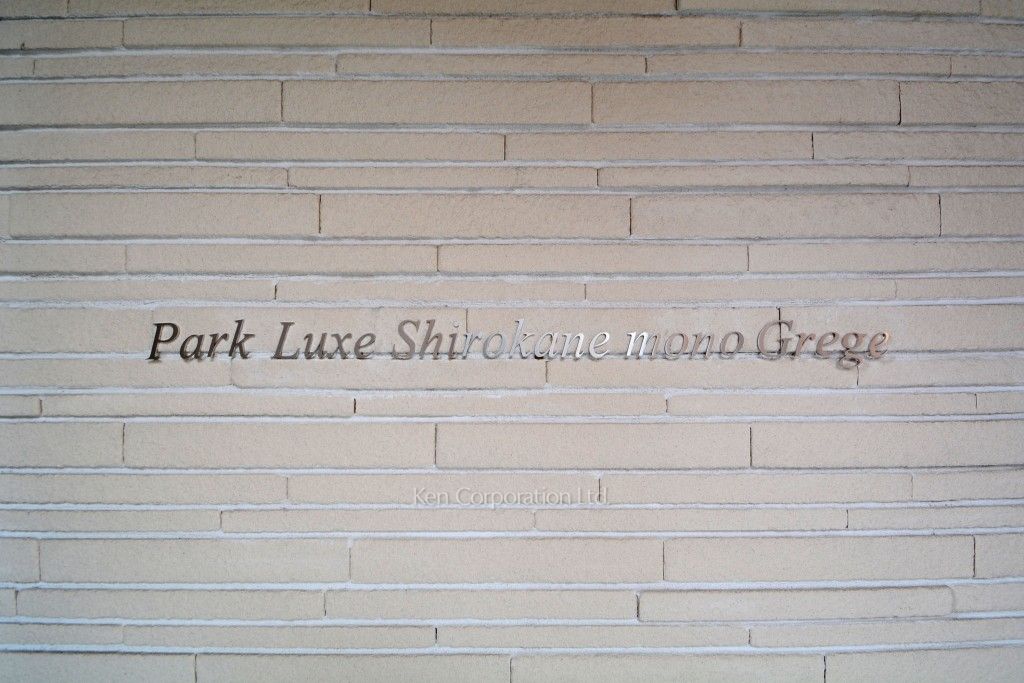 Park Luxe Shirokane mono Grege
Ken Corporation Ltd.